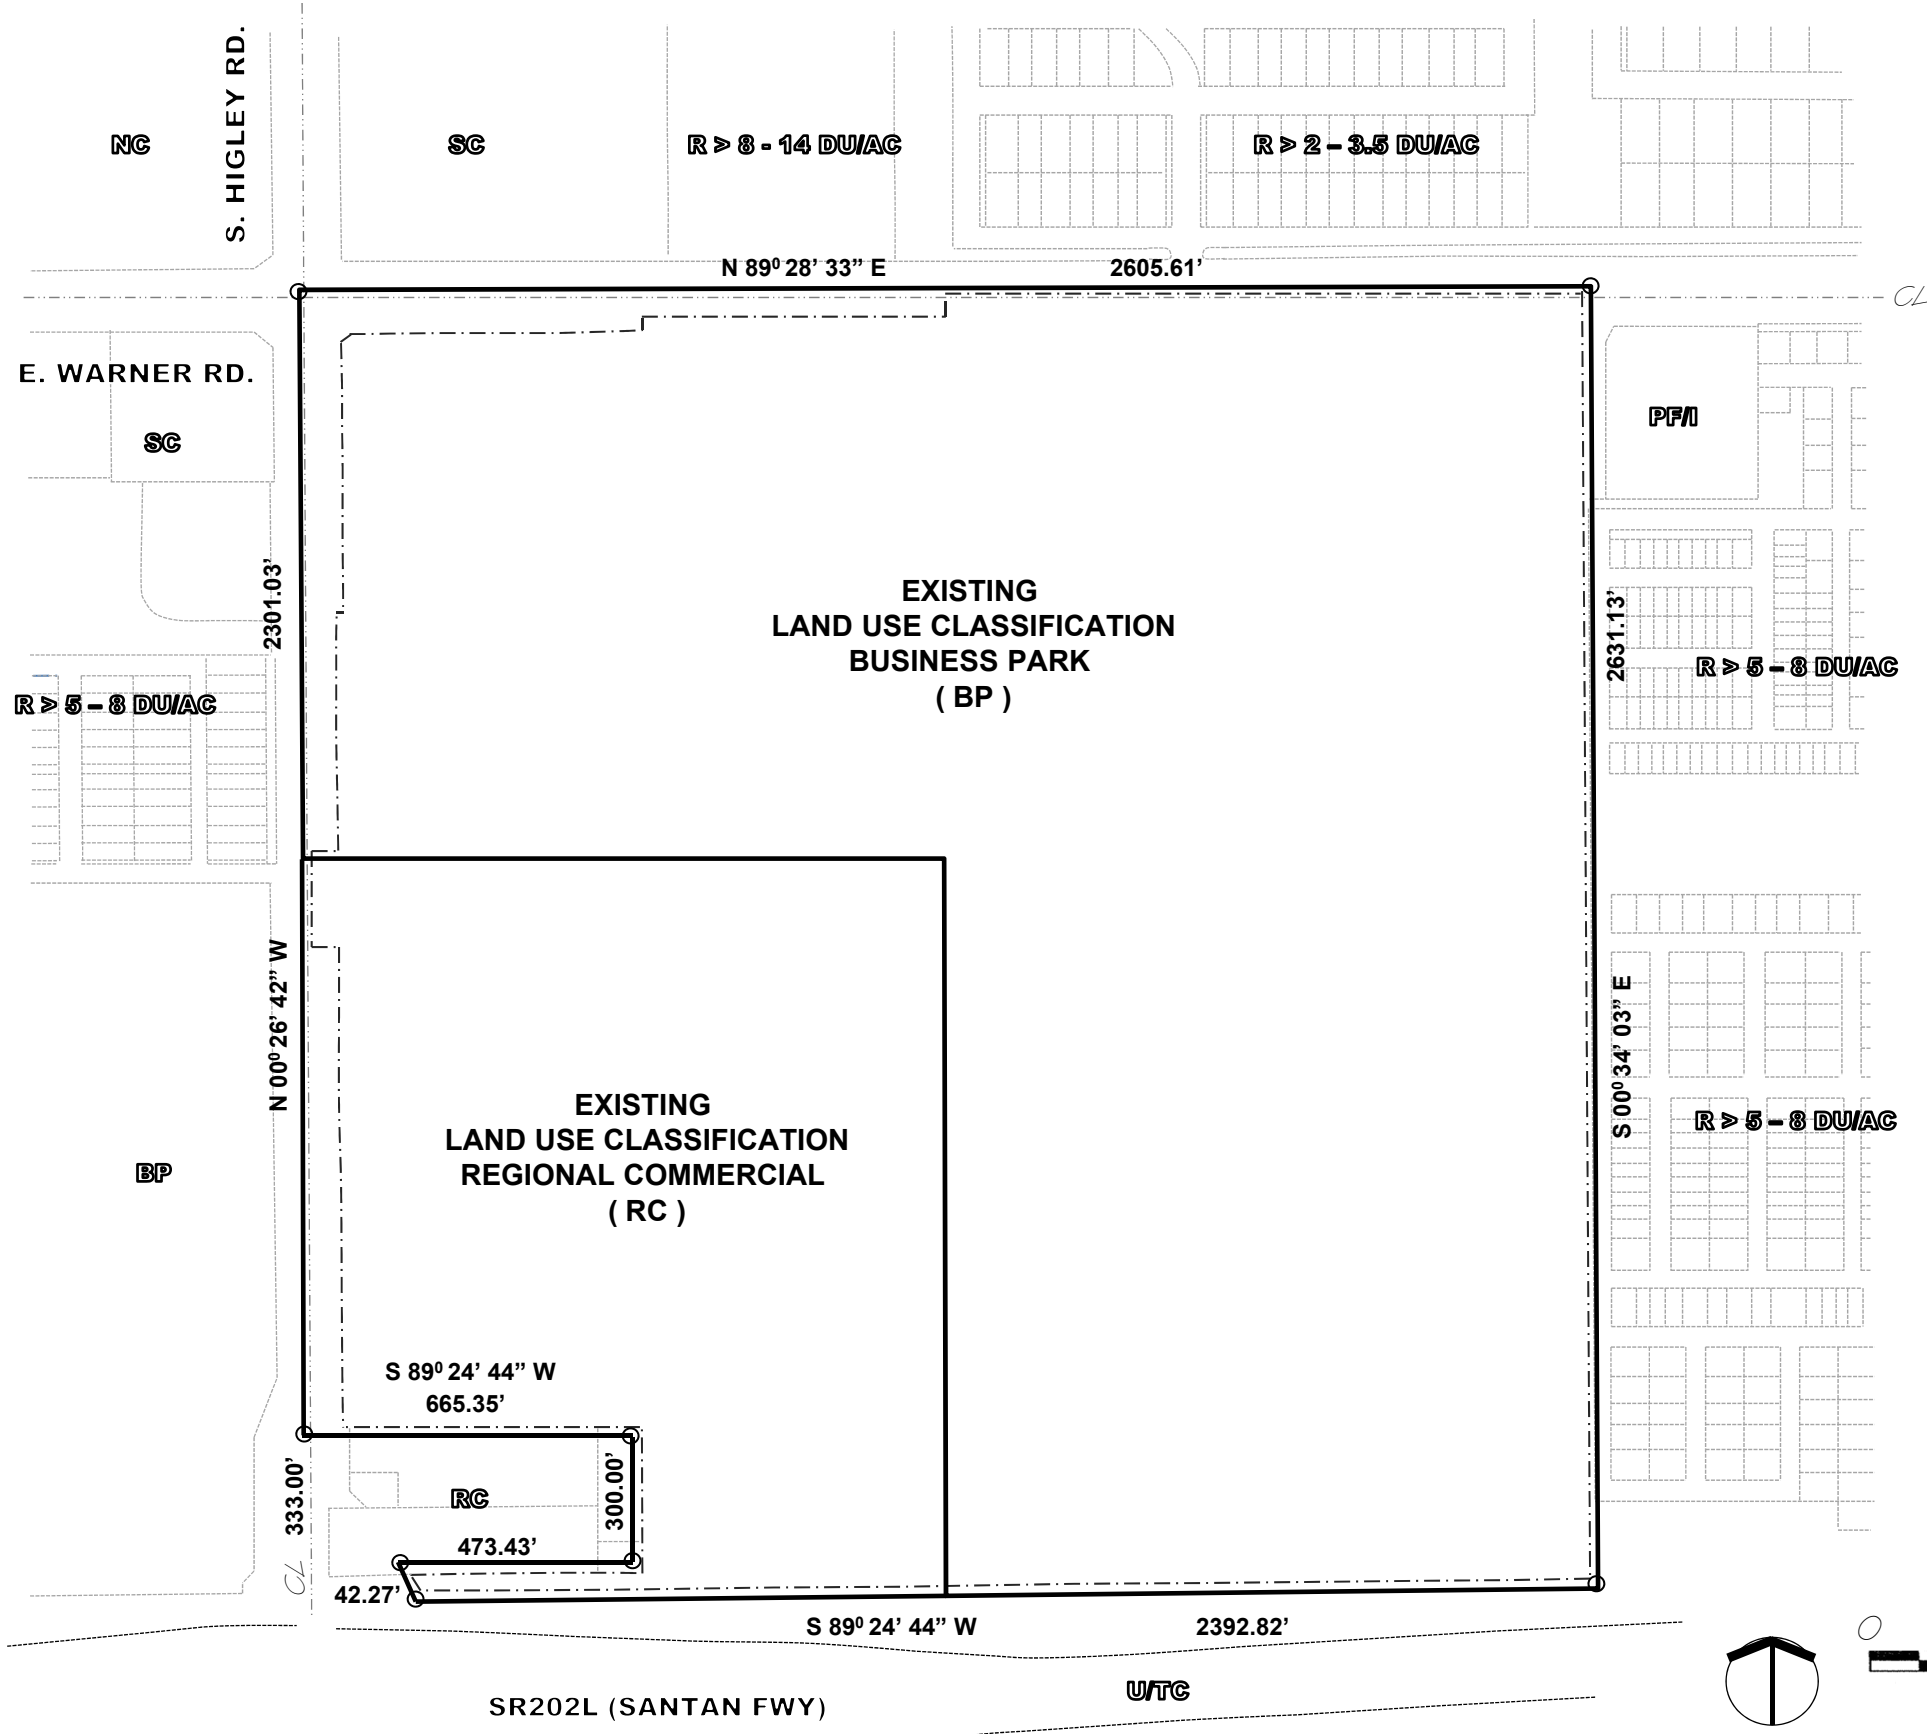 S. HIGLEY RD.
NC
SC
R > 8 - 14 DU/AC
R > 2 – 3.5 DU/AC
N 89⁰ 28’ 33” E
2605.61’
CL
E. WARNER RD.
SC
PF/I
2301.03’
EXISTING
LAND USE CLASSIFICATION
BUSINESS PARK
( BP )
2631.13’
R > 5 – 8 DU/AC
R > 5 – 8 DU/AC
N 00⁰ 26’ 42” W
S 00⁰ 34’ 03” E
EXISTING
LAND USE CLASSIFICATION
REGIONAL COMMERCIAL
( RC )
R > 5 – 8 DU/AC
BP
S 89⁰ 24’ 44” W
665.35’
333.00’
RC
300.00’
473.43’
CL
42.27’
S 89⁰ 24’ 44” W
2392.82’
0
U/TC
SR202L (SANTAN FWY)